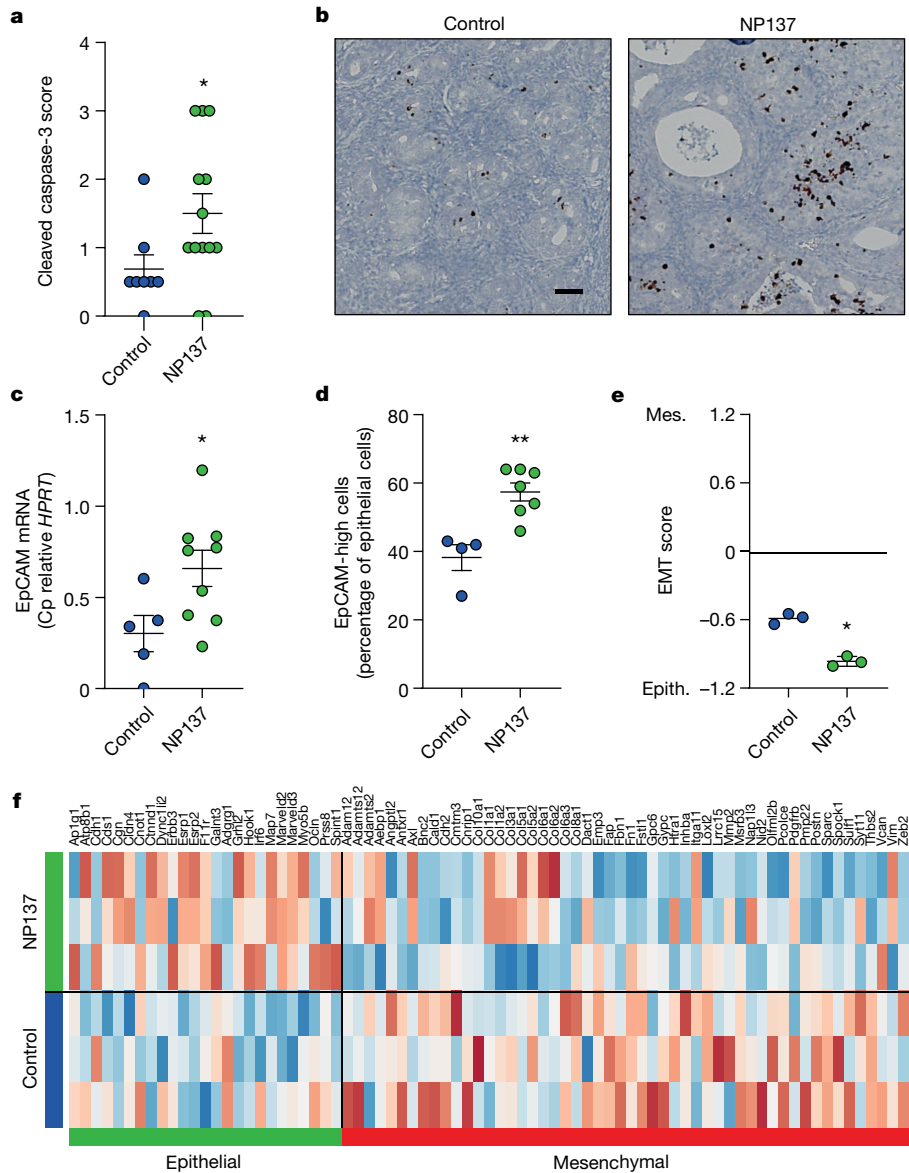 a
4
3
2
1
0
Cleaved caspase-3 score
*
Control
NP137
b
Control
NP137
c
1.5
1.0
0.5
0
EpCAM mRNA
(Cp relative HPRT)
*
Control
NP137
d
80
60
40
20
0
EpCAM-high cells
(percentage of epithelial cells)
**
Control
NP137
e
Mes.
1.2
0.6
0
−0.6
−1.2
Epith.
EMT score
*
Control
NP137
f
Ap1g1
Atp8b1
Cdh1
Cds1
Cgn
Cldn4
Cnot1
Ctnnd1
Dync1li2
Erbb3
Esrp1
Esrp2
F11r
Galnt3
Adgrg1
Grhl2
Hook1
Irf6
Map7
Marveld2
Marveld3
Myo5b
Ocln
Prss8
Spint1
Adam12
Adamts12
Adamts2
Aebp1
Angptl2
Antxr1
Axl
Bnc2
Cald1
Cdh2
Cmtm3
Cnrip1
Col10a1
Col1a1
Col1a2
Col3a1
Col5a1
Col5a2
Col6a1
Col6a2
Col6a3
Col8a1
Dact1
Emp3
Fap
Fbn1
Fn1
Fstl1
Gpc6
Gypc
Htra1
Inhba
Itga11
Loxl2
Lrrc15
Mmp2
Msrb3
Nap1l3
Nid2
Olfml2b
Pcolce
Pdgfrb
Pmp22
Postn
Sparc
Spock1
Sulf1
Syt11
Thbs2
Vcan
Vim
Zeb2
NP137
Control
Epithelial
Mesenchymal